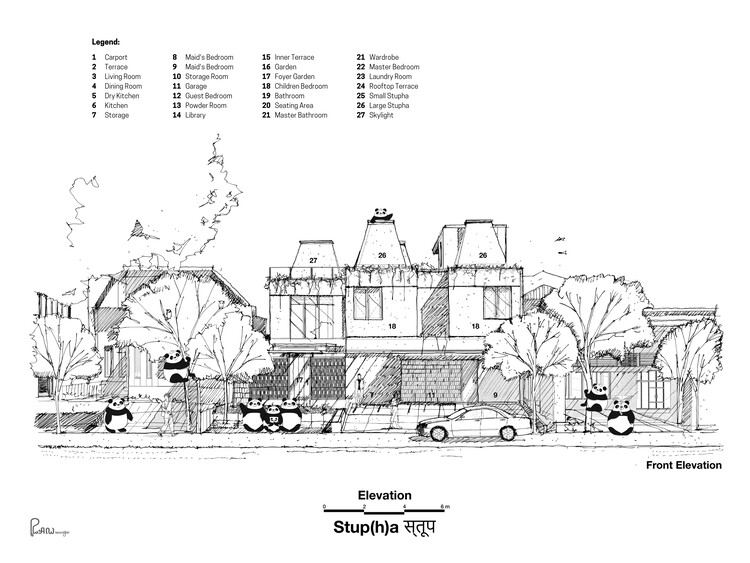 Legend:
1 Carport
2 Terrace
3 Living Room
4 Dining Room
5 Dry Kitchen
6 Kitchen
7 Storage
8 Maid's Bedroom
9 Maid's Bedroom
10 Storage Room
11 Garage
12 Guest Bedroom
13 Powder Room
14 Library
15 Inner Terrace
16 Garden
17 Foyer Garden
18 Children Bedroom
19 Bathroom
20 Seating Area
21 Master Bathroom
21 Wardrobe
22 Master Bedroom
23 Laundry Room
24 Rooftop Terrace
25 Small Stupha
26 Large Stupha
27 Skylight
27
26
26
18
18
11
9
Front Elevation
Elevation
0 2 4 6 m
Stup(h)a स्तूप